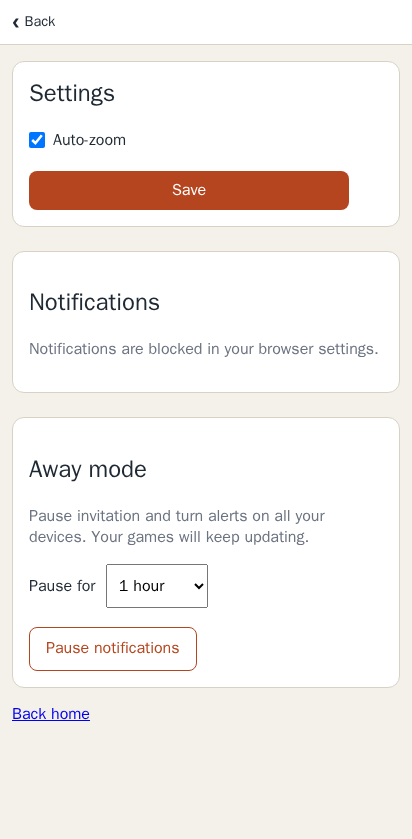 ‹ Back
Settings
Auto-zoom
Save
Notifications
Notifications are blocked in your browser settings.
Away mode
Pause invitation and turn alerts on all your
devices. Your games will keep updating.
Pause for 1 hour
Pause notifications
Back home